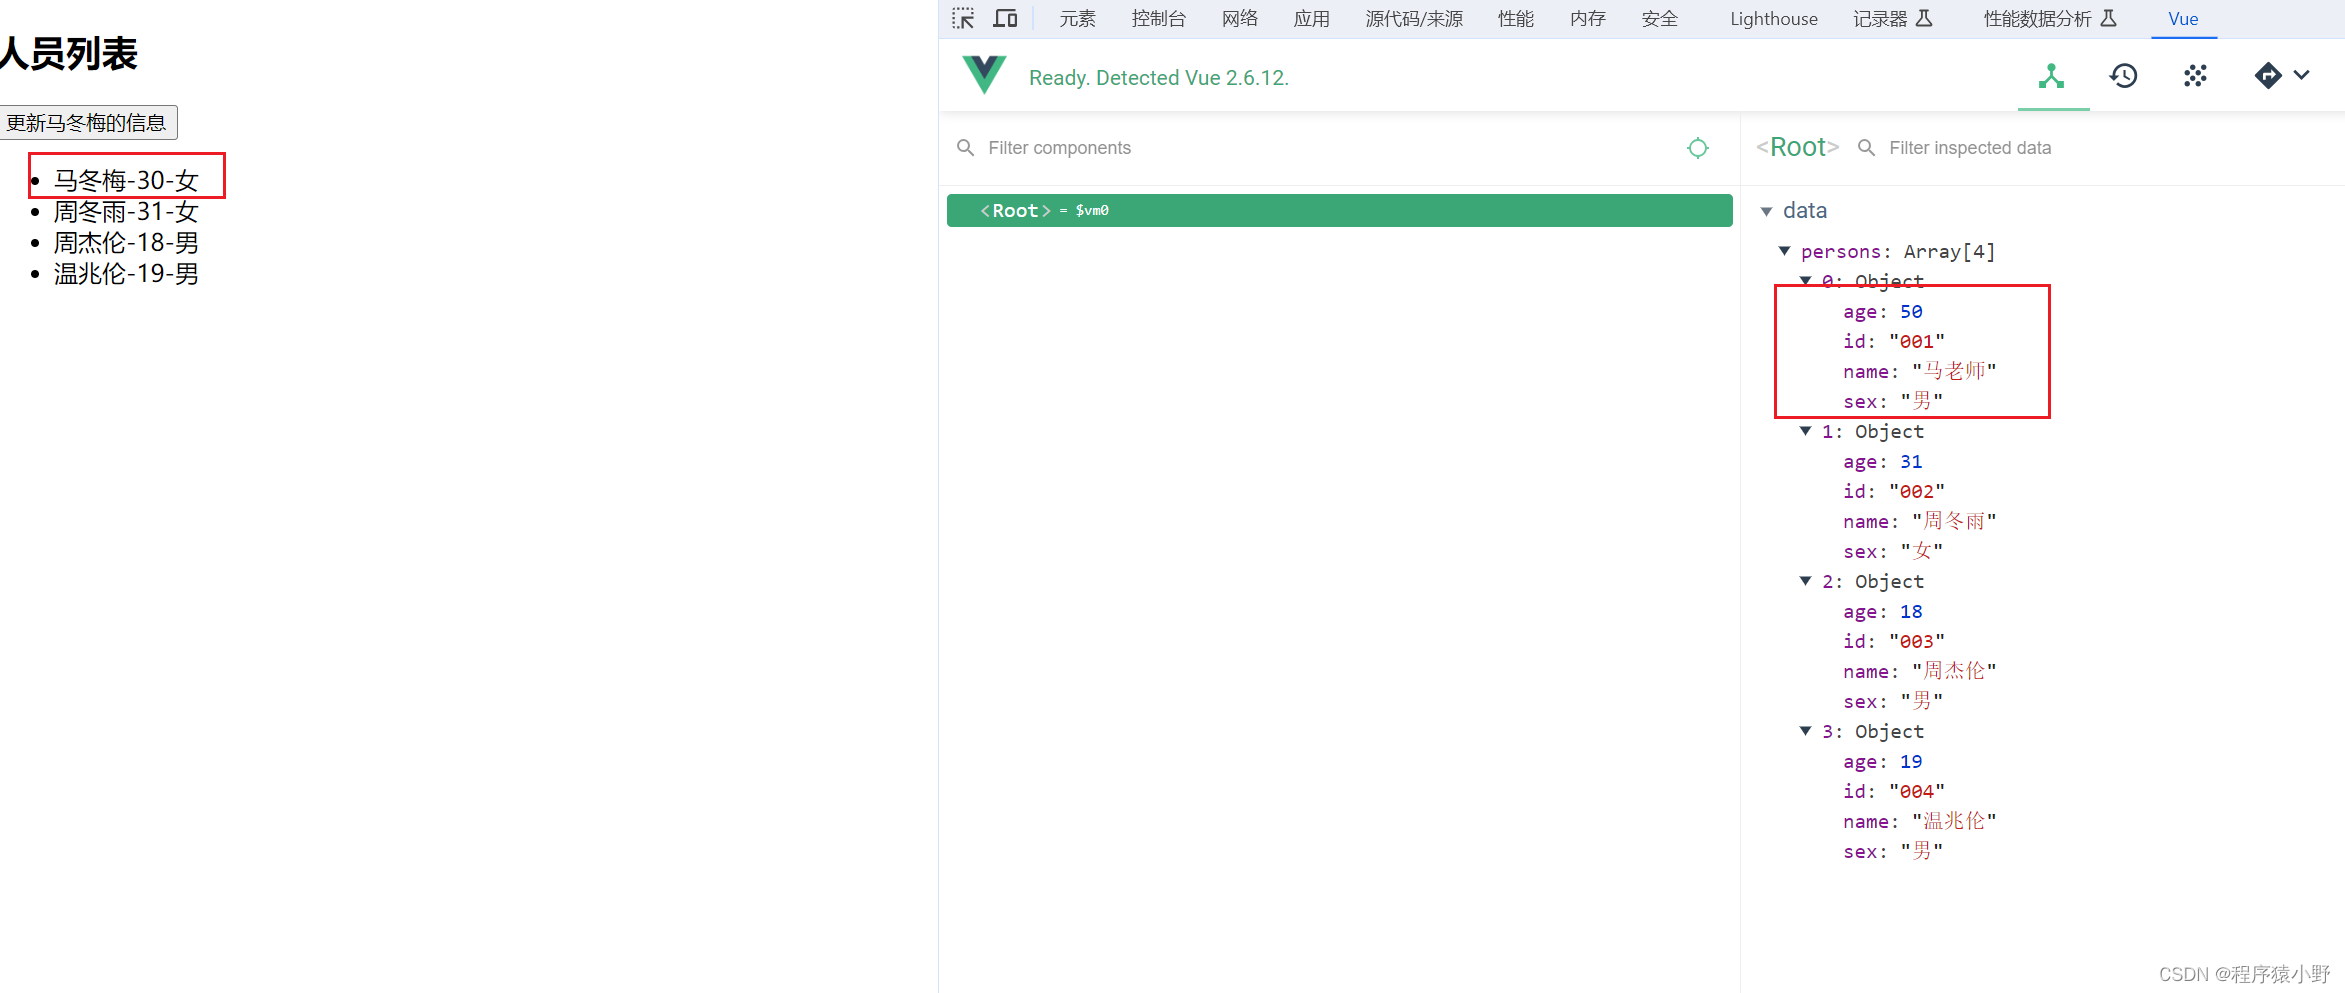 人员列表
更新马冬梅的信息
马冬梅-30-女
周冬雨-31-女
周杰伦-18-男
温兆伦-19-男
元素 控制台 网络 应用 源代码/来源 性能 内存 安全 Lighthouse 记录器 性能数据分析 Vue
Ready. Detected Vue 2.6.12.
Filter components
<Root> = $vm0
<Root> Filter inspected data
data
persons: Array[4]
0: Object
age: 50
id: "001"
name: "马老师"
sex: "男"
1: Object
age: 31
id: "002"
name: "周冬雨"
sex: "女"
2: Object
age: 18
id: "003"
name: "周杰伦"
sex: "男"
3: Object
age: 19
id: "004"
name: "温兆伦"
sex: "男"
CSDN @程序猿小野